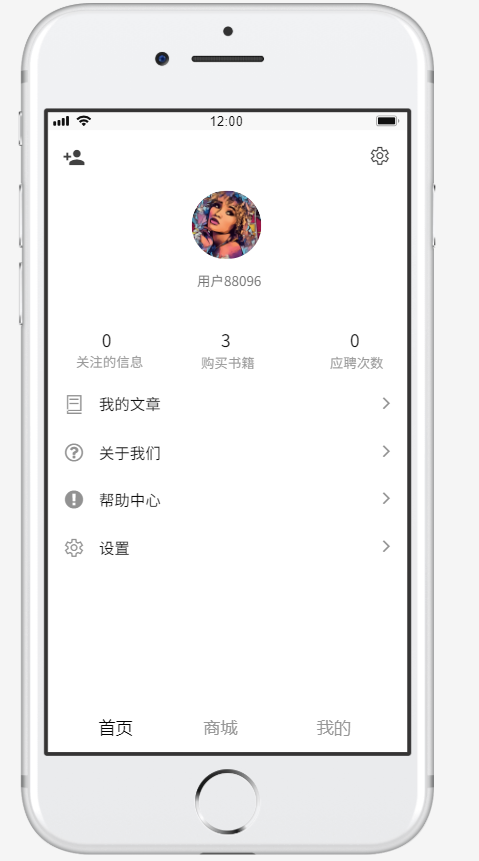 12:00
用户88096
0 3 0
关注的信息 购买书籍 应聘次数
我的文章
关于我们
帮助中心
设置
首页 商城 我的